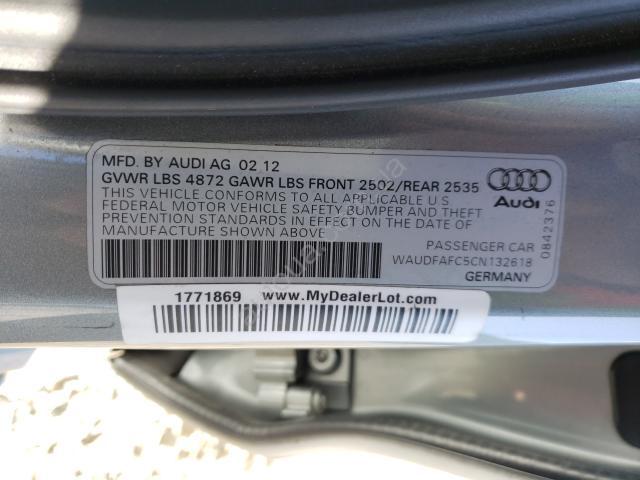 MFD. BY AUDI AG 02 12
GVWR LBS 4872 GAWR LBS FRONT 2502/REAR 2535
THIS VEHICLE CONFORMS TO ALL APPLICABLE U.S.
FEDERAL MOTOR VEHICLE SAFETY BUMPER AND THEFT
PREVENTION STANDARDS IN EFFECT ON THE DATE OF
MANUFACTURE SHOWN ABOVE
Audi
0842376
PASSENGER CAR
WAUDFAFC5CN132618
GERMANY
1771869 www.MyDealerLot.com